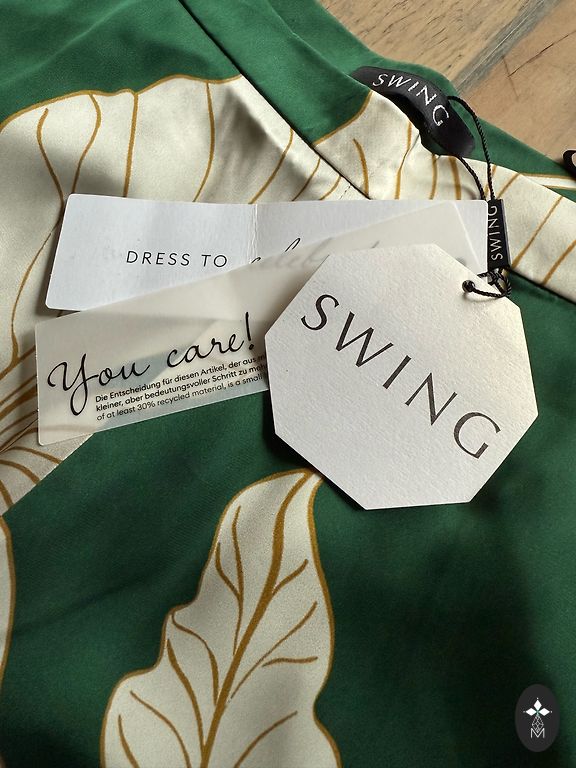 SWING
SWING
DRESS TO
SWING
You care!
Die Entscheidung für diesen Artikel, der aus
kleiner, aber bedeutungsvoller Schritt zu
of at least 30% recycled material, is a small